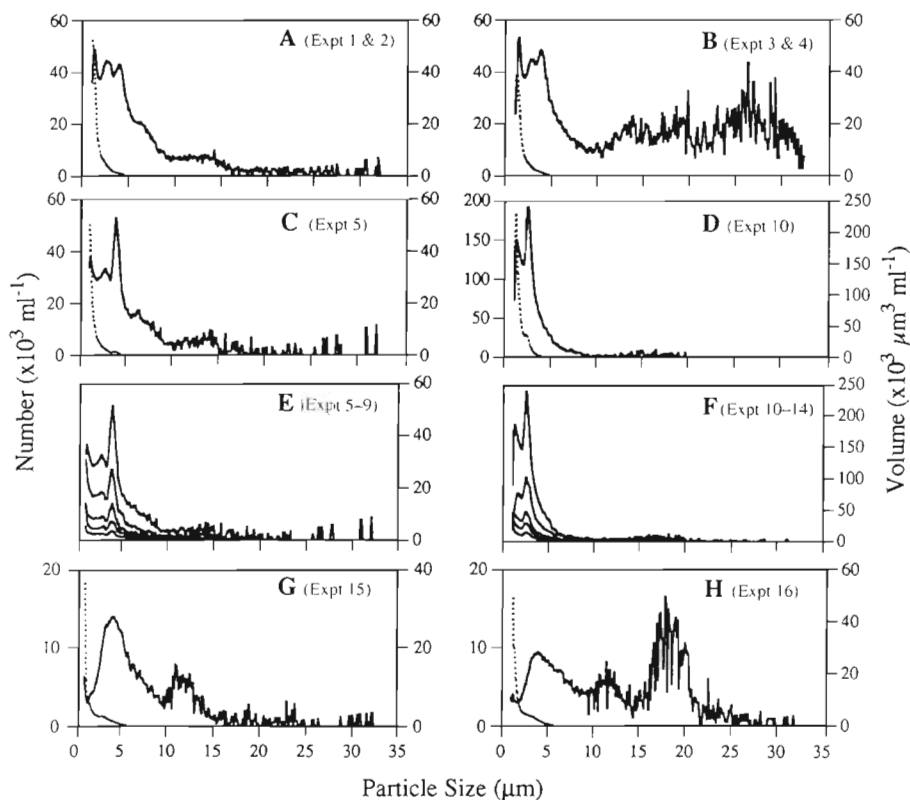 60 60 60 60
A (Expt 1 & 2) B (Expt 3 & 4)
40 40 40 40
20 20 20 20
0 0 0 0
60 60 200 250
C (Expt 5) D (Expt 10)
40 40 150 200
150
100
20 20 100
50 50
0 0 0 0
60 250
E (Expt 5-9) F (Expt 10-14)
40 200
150
20 100
50
0 0
20 40 20 60
G (Expt 15) H (Expt 16)
40
10 20 10
20
0 0 0 0
0 5 10 15 20 25 30 35 0 5 10 15 20 25 30 35
Number (x10³ ml⁻¹)
Volume (x10³ µm³ ml⁻¹)
Particle Size (µm)